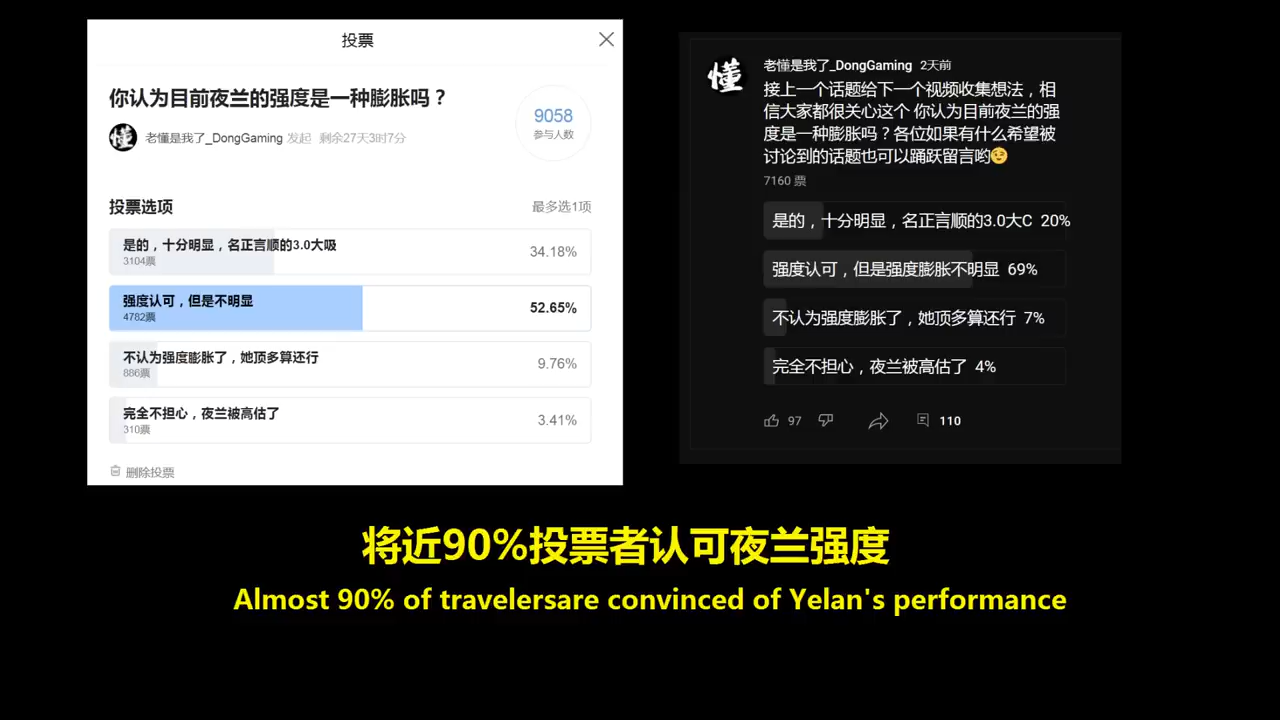 投票
你认为目前夜兰的强度是一种膨胀吗？
老懂是我了_DongGaming 发起 剩余27天3时7分
9058
参与人数
投票选项
最多选1项
是的，十分明显，名正言顺的3.0大吸
3104票
34.18%
强度认可，但是不明显
4782票
52.65%
不认为强度膨胀了，她顶多算还行
886票
9.76%
完全不担心，夜兰被高估了
310票
3.41%
删除投票
懂
老懂是我了_DongGaming 2天前
接上一个话题给下一个视频收集想法，相
信大家都很关心这个 你认为目前夜兰的强
度是一种膨胀吗？各位如果有什么希望被
讨论到的话题也可以踊跃留言哟😉
7160 票
是的，十分明显，名正言顺的3.0大C 20%
强度认可，但是强度膨胀不明显 69%
不认为强度膨胀了，她顶多算还行 7%
完全不担心，夜兰被高估了 4%
97
110
将近90%投票者认可夜兰强度
Almost 90% of travelersare convinced of Yelan's performance